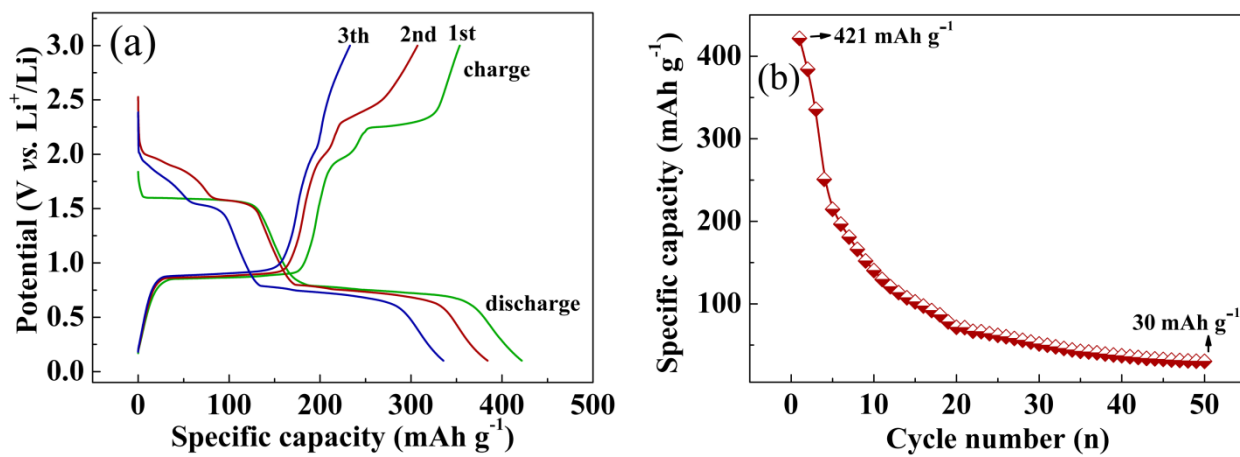 (a)
3th
2nd
1st
charge
discharge
3.0
2.5
2.0
1.5
1.0
0.5
0.0
Potential (V vs. Li⁺/Li)
0
100
200
300
400
500
Specific capacity (mAh g⁻¹)
(b)
421 mAh g⁻¹
30 mAh g⁻¹
400
300
200
100
Specific capacity (mAh g⁻¹)
0
10
20
30
40
50
Cycle number (n)